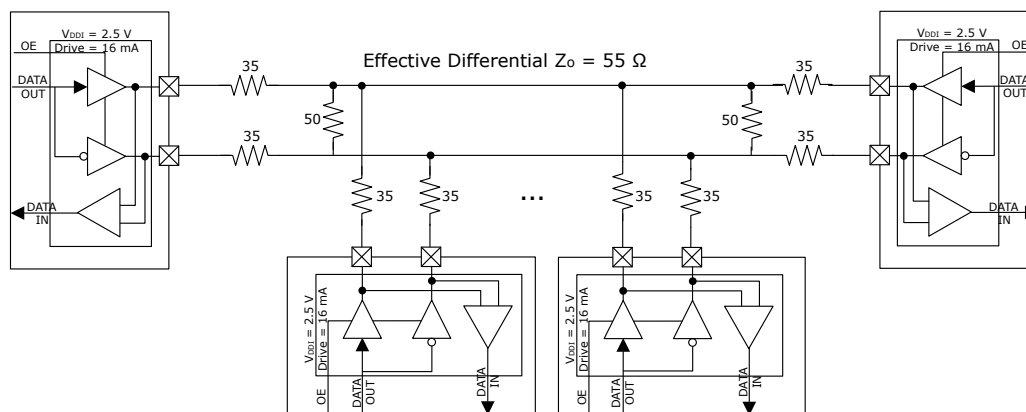 VDDI = 2.5 V
OE
Drive = 16 mA
DATA
OUT
DATA
IN
35
35
50
Effective Differential Zo = 55 Ω
35
35
50
VDDI = 2.5 V
Drive = 16 mA
OE
DATA
OUT
DATA
IN
35
35
...
35
35
VDDI = 2.5 V
Drive = 16 mA
OE
DATA
OUT
DATA
IN
VDDI = 2.5 V
Drive = 16 mA
OE
DATA
OUT
DATA
IN